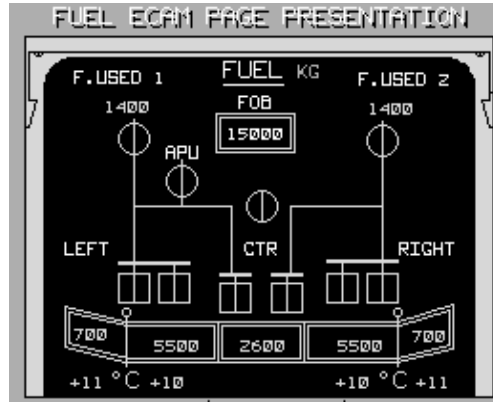 FUEL ECAM PAGE PRESENTATION
F.USED 1 FUEL KG F.USED 2
1400 FOB 1400
15000
APU
LEFT CTR RIGHT
700 5500 2600 5500 700
+11 °C +10 +10 °C +11